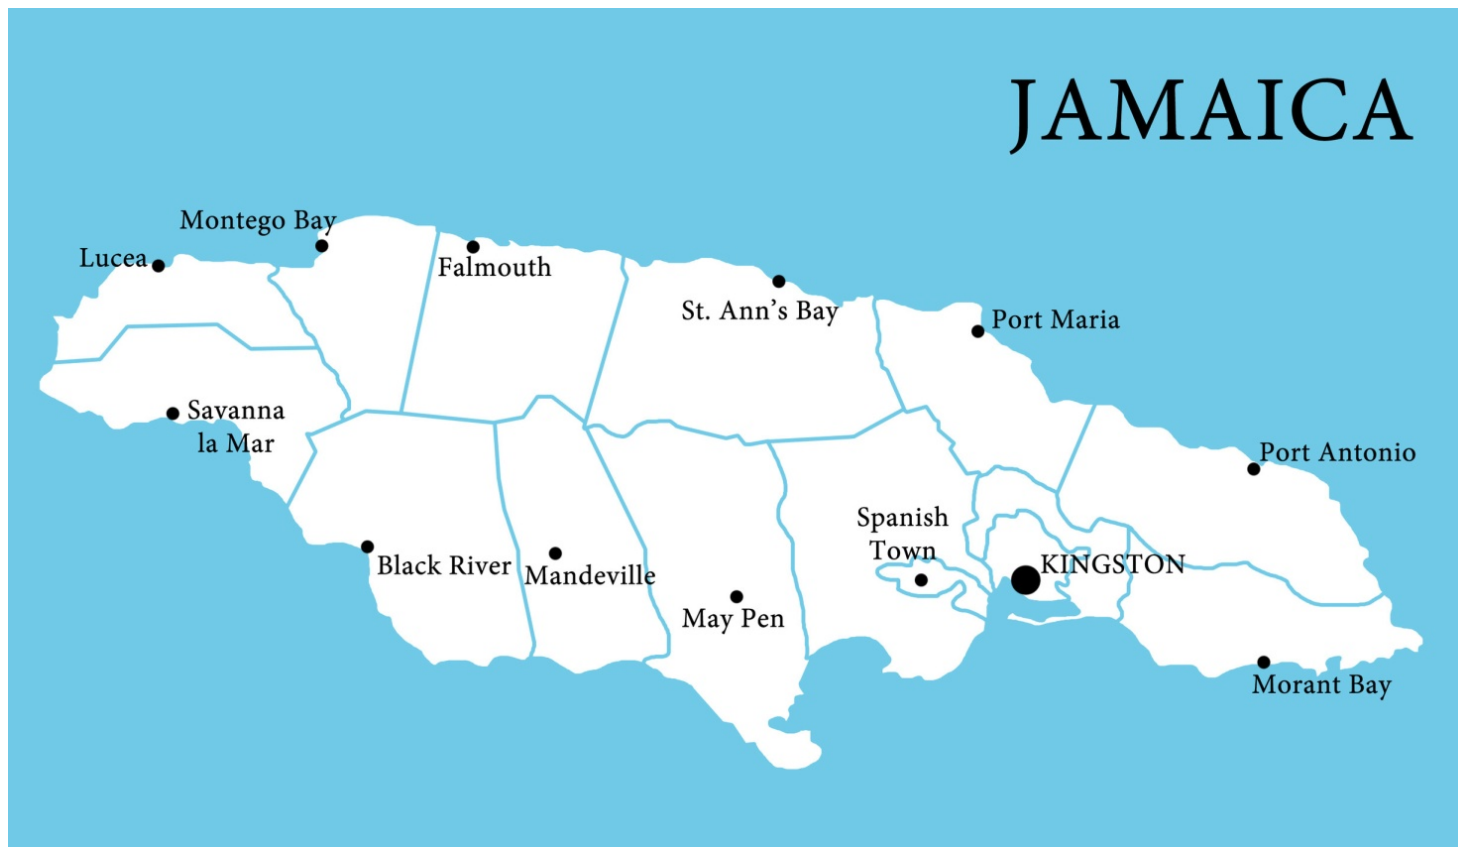 JAMAICA
Montego Bay
Lucea
Falmouth
St. Ann’s Bay
Port Maria
Savanna
la Mar
Port Antonio
Spanish
Town
Black River
Mandeville
KINGSTON
May Pen
Morant Bay